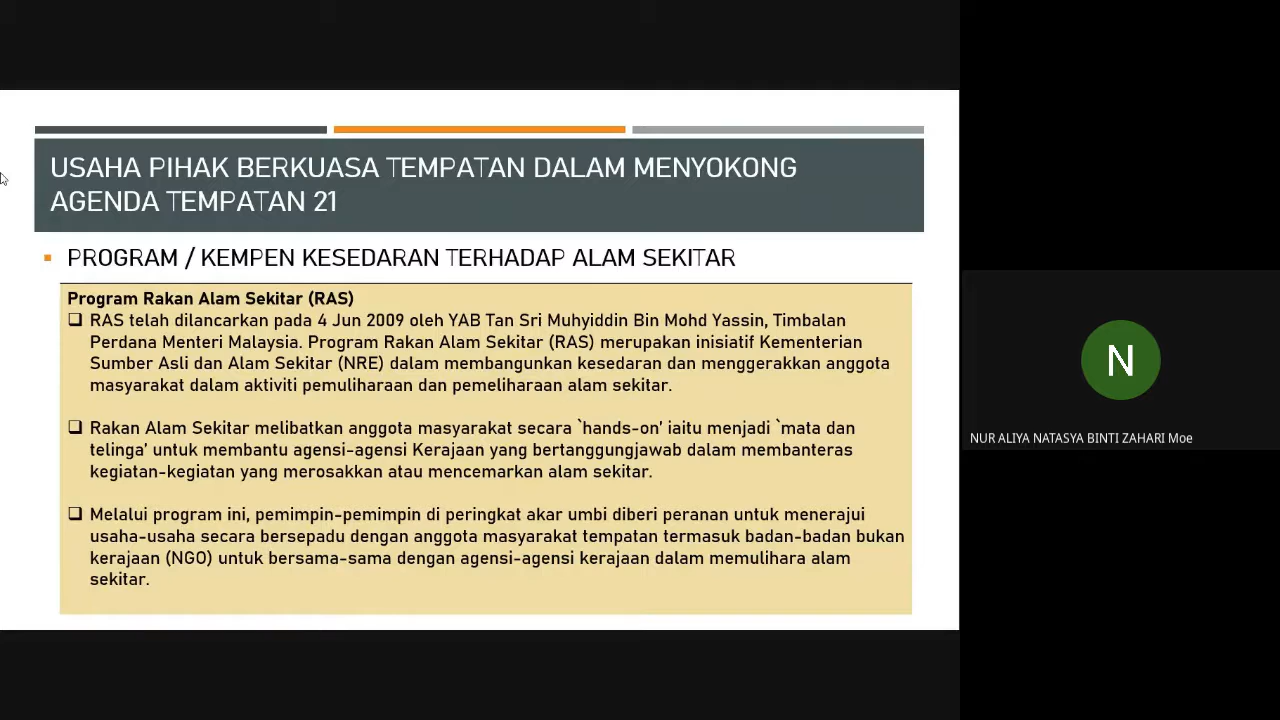 USAHA PIHAK BERKUASA TEMPATAN DALAM MENYOKONG
AGENDA TEMPATAN 21
PROGRAM / KEMPEN KESEDARAN TERHADAP ALAM SEKITAR
Program Rakan Alam Sekitar (RAS)
RAS telah dilancarkan pada 4 Jun 2009 oleh YAB Tan Sri Muhyiddin Bin Mohd Yassin, Timbalan
Perdana Menteri Malaysia. Program Rakan Alam Sekitar (RAS) merupakan inisiatif Kementerian
Sumber Asli dan Alam Sekitar (NRE) dalam membangunkan kesedaran dan menggerakkan anggota
masyarakat dalam aktiviti pemuliharaan dan pemeliharaan alam sekitar.
Rakan Alam Sekitar melibatkan anggota masyarakat secara `hands-on’ iaitu menjadi `mata dan
telinga’ untuk membantu agensi-agensi Kerajaan yang bertanggungjawab dalam membanteras
kegiatan-kegiatan yang merosakkan atau mencemarkan alam sekitar.
Melalui program ini, pemimpin-pemimpin di peringkat akar umbi diberi peranan untuk menerajui
usaha-usaha secara bersepadu dengan anggota masyarakat tempatan termasuk badan-badan bukan
kerajaan (NGO) untuk bersama-sama dengan agensi-agensi kerajaan dalam memulihara alam
sekitar.
N
NUR ALIYA NATASYA BINTI ZAHARI Moe